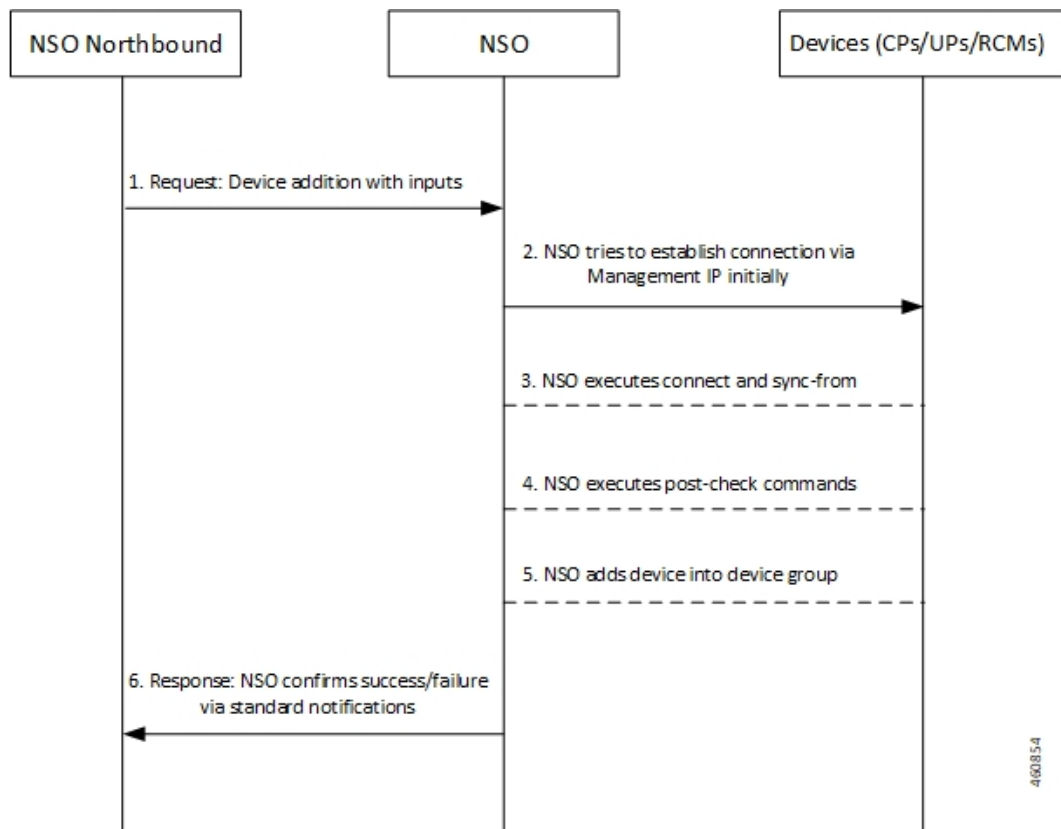 NSO Northbound
NSO
Devices (CPs/UPs/RCMs)
1. Request: Device addition with inputs
2. NSO tries to establish connection via
Management IP initially
3. NSO executes connect and sync-from
4. NSO executes post-check commands
5. NSO adds device into device group
6. Response: NSO confirms success/failure
via standard notifications
460854